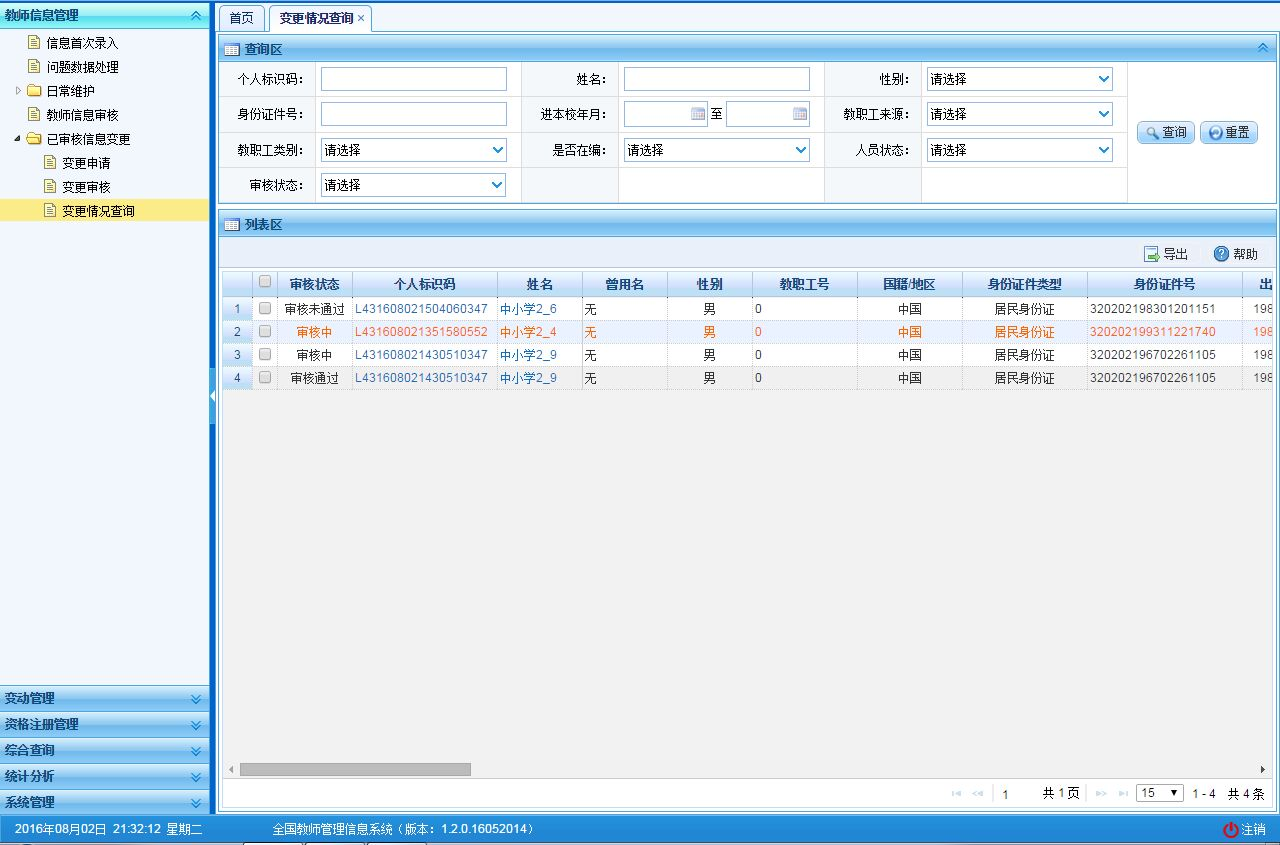 教师信息管理
信息首次录入
问题数据处理
日常维护
教师信息审核
已审核信息变更
变更申请
变更审核
变更情况查询
变动管理
资格注册管理
综合查询
统计分析
系统管理
首页 变更情况查询 ×
查询区
个人标识码： 姓名： 性别： 请选择
身份证件号： 进本校年月： 至 教职工来源： 请选择
教职工类别： 请选择 是否在编： 请选择 人员状态： 请选择
审核状态： 请选择
查询 重置
列表区
导出 帮助
审核状态 个人标识码 姓名 曾用名 性别 教职工号 国籍/地区 身份证件类型 身份证件号 出
1 审核未通过 L431608021504060347 中小学2_6 无 男 0 中国 居民身份证 320202198301201151 198
2 审核中 L431608021351580552 中小学2_4 无 男 0 中国 居民身份证 320202199311221740 198
3 审核中 L431608021430510347 中小学2_9 无 男 0 中国 居民身份证 320202196702261105 198
4 审核通过 L431608021430510347 中小学2_9 无 男 0 中国 居民身份证 320202196702261105 198
1 共 1 页 15 1 - 4 共 4 条
2016年08月02日 21:32:12 星期二 全国教师管理信息系统（版本：1.2.0.16052014） 注销